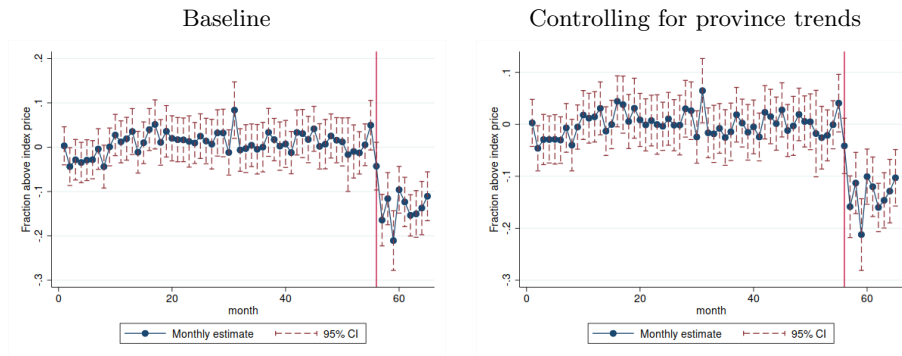 Baseline
Controlling for province trends
Fraction above index price
.2
.1
0
-.1
-.2
-.3
0
20
40
60
month
Monthly estimate
95% CI
Fraction above index price
.1
0
-.1
-.2
-.3
0
20
40
60
month
Monthly estimate
95% CI